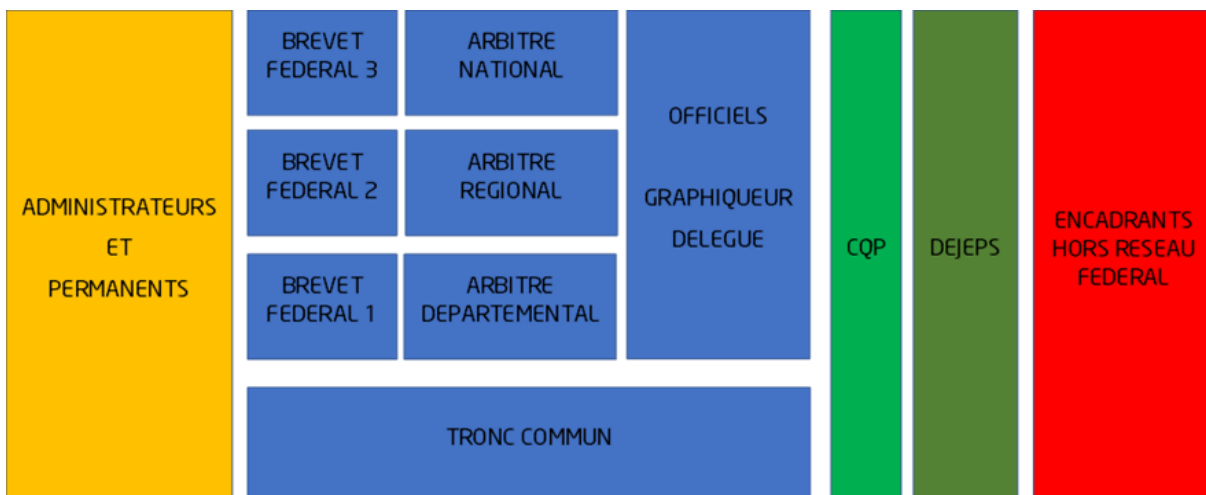 ADMINISTRATEURS
ET
PERMANENTS
BREVET
FEDERAL 3
ARBITRE
NATIONAL
BREVET
FEDERAL 2
ARBITRE
REGIONAL
BREVET
FEDERAL 1
ARBITRE
DEPARTEMENTAL
OFFICIELS
GRAPHIQUEUR
DELEGUE
TRONC COMMUN
CQP
DEJEPS
ENCADRANTS
HORS RESEAU
FEDERAL